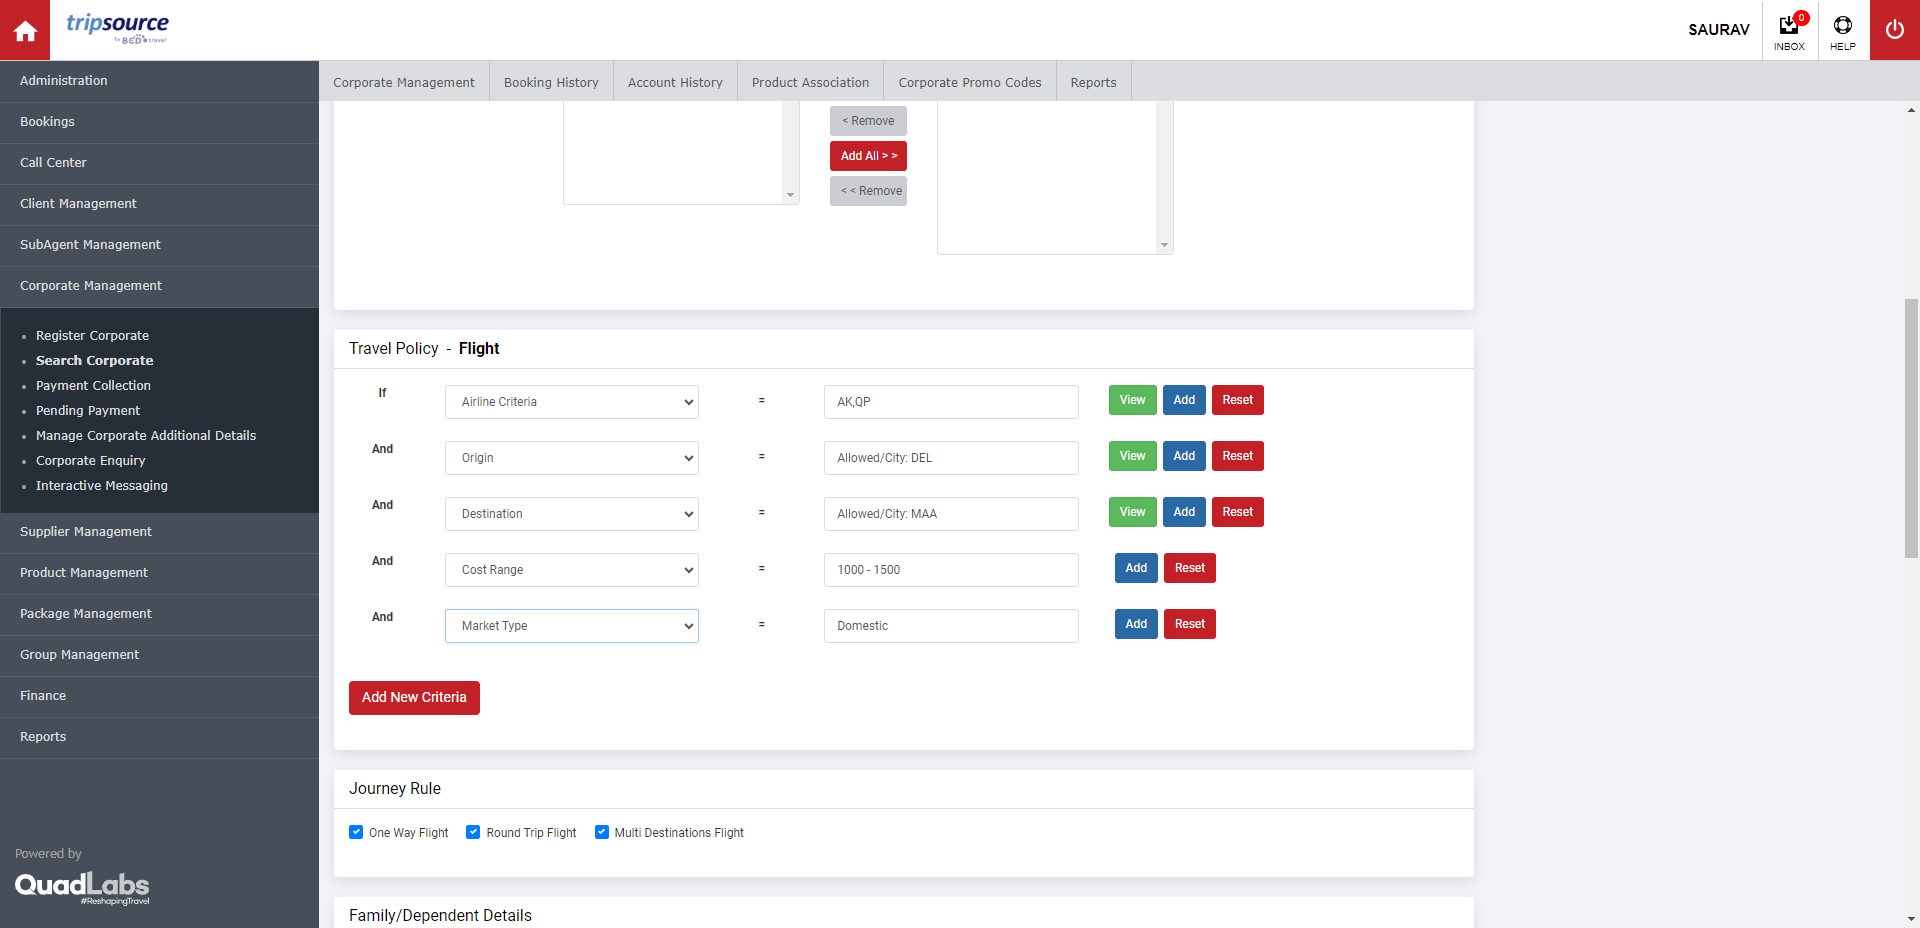 tripsource
by BCD travel
SAURAV
0
INBOX
HELP
Administration
Bookings
Call Center
Client Management
SubAgent Management
Corporate Management
Register Corporate
Search Corporate
Payment Collection
Pending Payment
Manage Corporate Additional Details
Corporate Enquiry
Interactive Messaging
Supplier Management
Product Management
Package Management
Group Management
Finance
Reports
Powered by
QuadLabs
#ReshapingTravel
Corporate Management
Booking History
Account History
Product Association
Corporate Promo Codes
Reports
< Remove
Add All > >
< < Remove
Travel Policy - Flight
If Airline Criteria = AK,QP View Add Reset
And Origin = Allowed/City: DEL View Add Reset
And Destination = Allowed/City: MAA View Add Reset
And Cost Range = 1000 - 1500 Add Reset
And Market Type = Domestic Add Reset
Add New Criteria
Journey Rule
One Way Flight Round Trip Flight Multi Destinations Flight
Family/Dependent Details